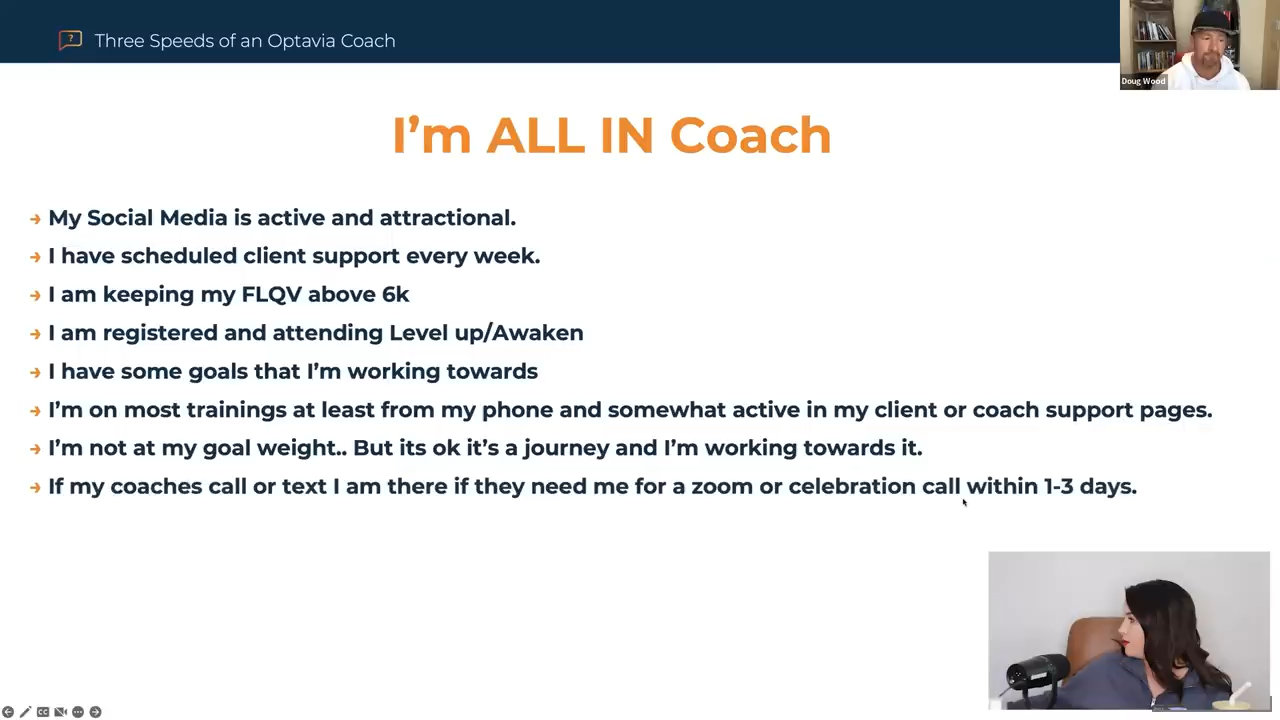 Three Speeds of an Optavia Coach
Doug Wood
I'm ALL IN Coach
→ My Social Media is active and attractional.
→ I have scheduled client support every week.
→ I am keeping my FLQV above 6k
→ I am registered and attending Level up/Awaken
→ I have some goals that I'm working towards
→ I'm on most trainings at least from my phone and somewhat active in my client or coach support pages.
→ I'm not at my goal weight.. But its ok it's a journey and I'm working towards it.
→ If my coaches call or text I am there if they need me for a zoom or celebration call within 1-3 days.